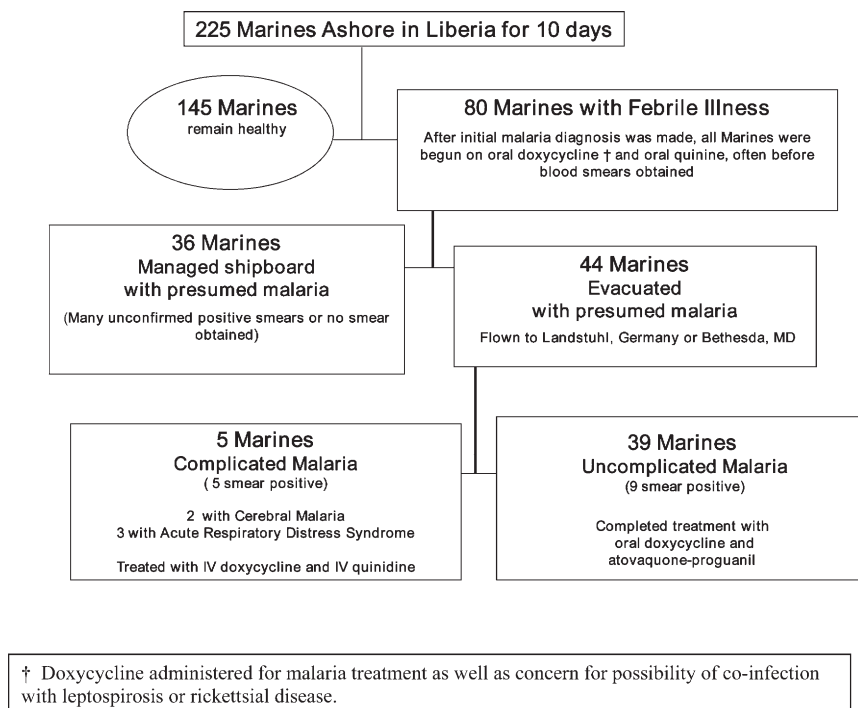 225 Marines Ashore in Liberia for 10 days
145 Marines
remain healthy
80 Marines with Febrile Illness
After initial malaria diagnosis was made, all Marines were
begun on oral doxycycline † and oral quinine, often before
blood smears obtained
36 Marines
Managed shipboard
with presumed malaria
(Many unconfirmed positive smears or no smear
obtained)
44 Marines
Evacuated
with presumed malaria
Flown to Landstuhl, Germany or Bethesda, MD
5 Marines
Complicated Malaria
( 5 smear positive)
2 with Cerebral Malaria
3 with Acute Respiratory Distress Syndrome
Treated with IV doxycycline and IV quinidine
39 Marines
Uncomplicated Malaria
(9 smear positive)
Completed treatment with
oral doxycycline and
atovaquone-proguanil
† Doxycycline administered for malaria treatment as well as concern for possibility of co-infection
with leptospirosis or rickettsial disease.